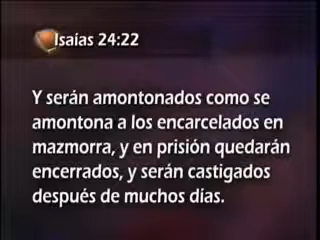 Isaías 24:22
Y serán amontonados como se
amontona a los encarcelados en
mazmorra, y en prisión quedarán
encerrados, y serán castigados
después de muchos días.